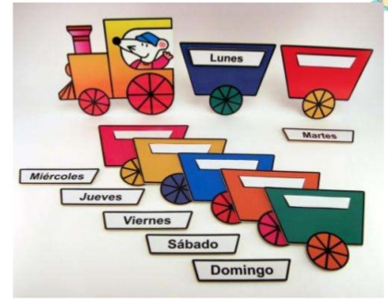 Lunes
Martes
Miércoles
Jueves
Viernes
Sábado
Domingo